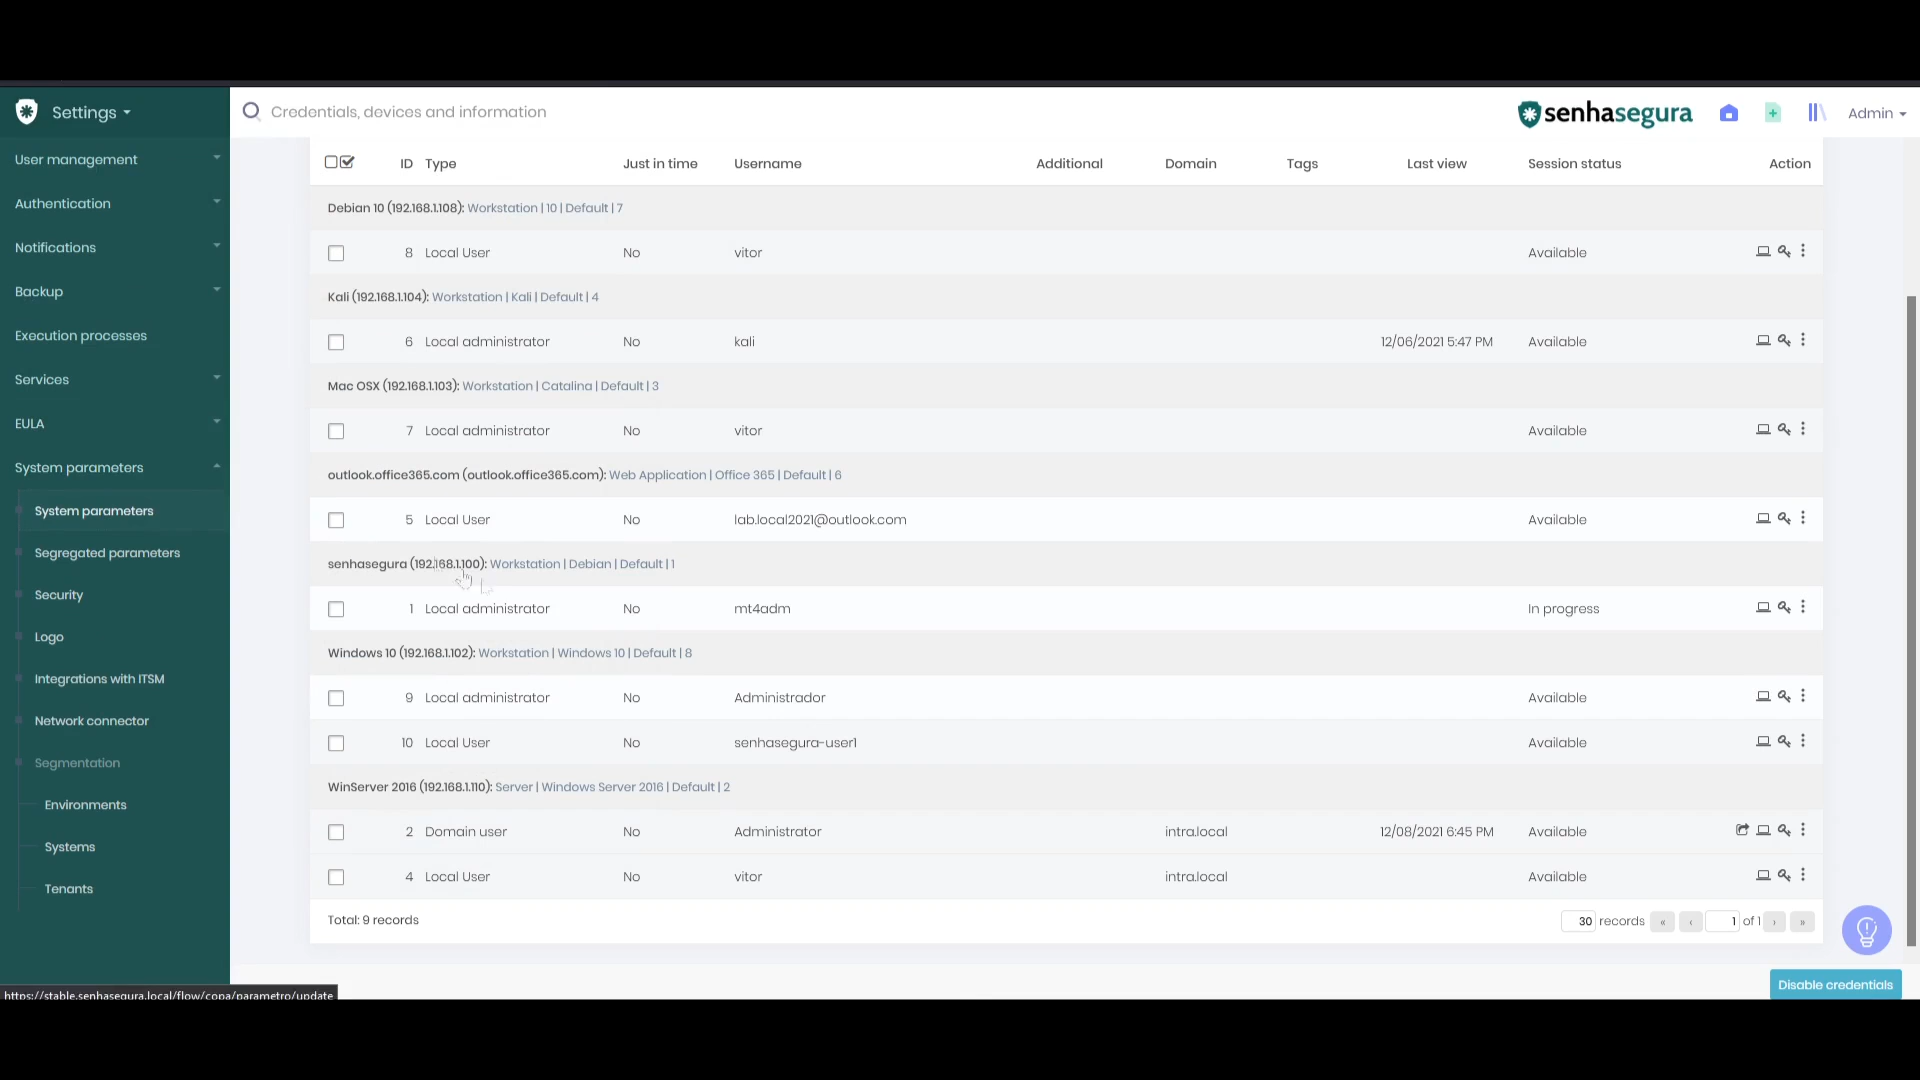 Settings
Credentials, devices and information
senhasegura
Admin
User management
Authentication
Notifications
Backup
Execution processes
Services
EULA
System parameters
System parameters
Segregated parameters
Security
Logo
Integrations with ITSM
Network connector
Segmentation
Environments
Systems
Tenants
ID Type Just in time Username Additional Domain Tags Last view Session status Action
Debian 10 (192.168.1.108): Workstation | 10 | Default | 7
8 Local User No vitor Available
Kali (192.168.1.104): Workstation | Kali | Default | 4
6 Local administrator No kali 12/06/2021 5:47 PM Available
Mac OSX (192.168.1.103): Workstation | Catalina | Default | 3
7 Local administrator No vitor Available
outlook.office365.com (outlook.office365.com): Web Application | Office 365 | Default | 6
5 Local User No lab.local2021@outlook.com Available
senhasegura (192.168.1.100): Workstation | Debian | Default | 1
1 Local administrator No mt4adm In progress
Windows 10 (192.168.1.102): Workstation | Windows 10 | Default | 8
9 Local administrator No Administrador Available
10 Local User No senhasegura-user1 Available
WinServer 2016 (192.168.1.110): Server | Windows Server 2016 | Default | 2
2 Domain user No Administrator intra.local 12/08/2021 6:45 PM Available
4 Local User No vitor intra.local Available
Total: 9 records
30 records « ‹ 1 of 1 › »
Disable credentials
https://stable.senhasegura.local/flow/copa/parametro/update